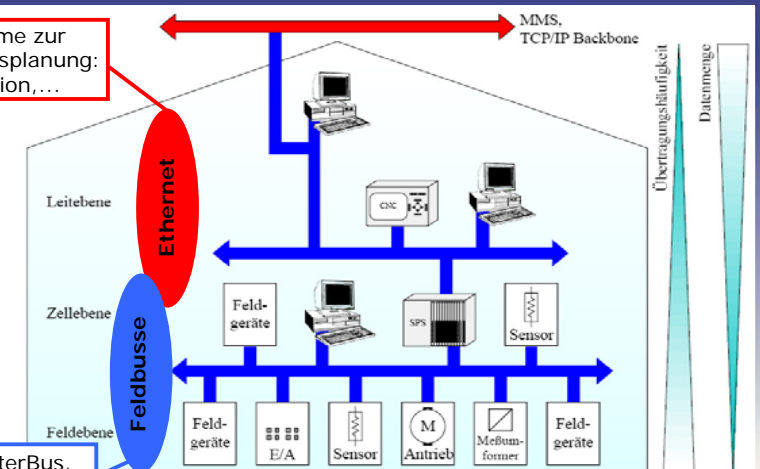 MMS,
TCP/IP Backbone
me zur
splanung:
ion,...
Übertragungshäufigkeit
Datenmenge
Leitebene
Ethernet
CNC
Zellebene
Feld-
geräte
SPS
Sensor
Feldbusse
Feldebene
Feld-
geräte
E/A
Sensor
M
Antrieb
Meßum-
former
Feld-
geräte
terBus,